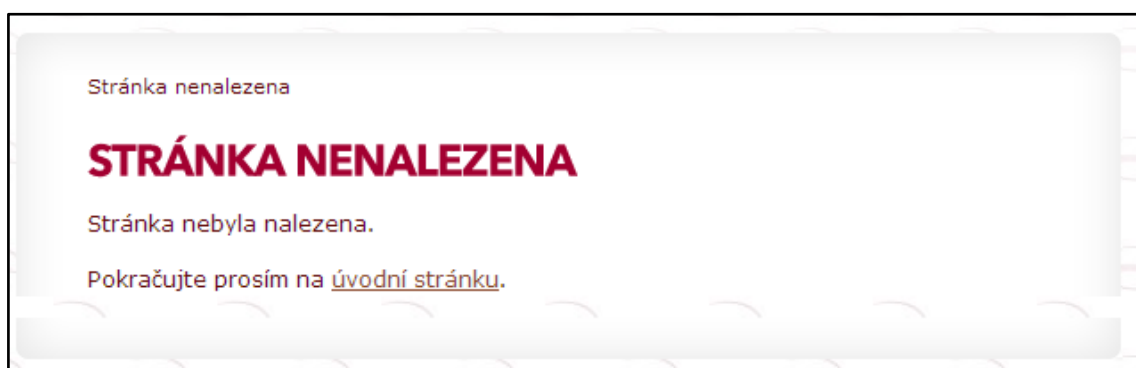 Stránka nenalezena
STRÁNKA NENALEZENA
Stránka nebyla nalezena.
Pokračujte prosím na úvodní stránku.